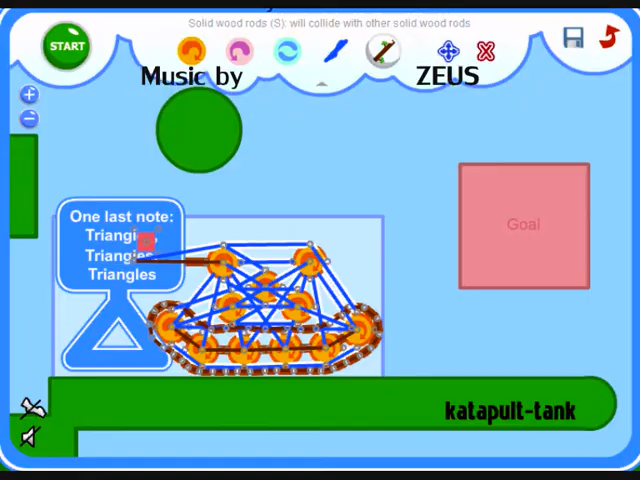 Solid wood rods (S): will collide with other solid wood rods
START
Music by ZEUS
One last note:
Triangles
Triangles
Goal
katapult-tank